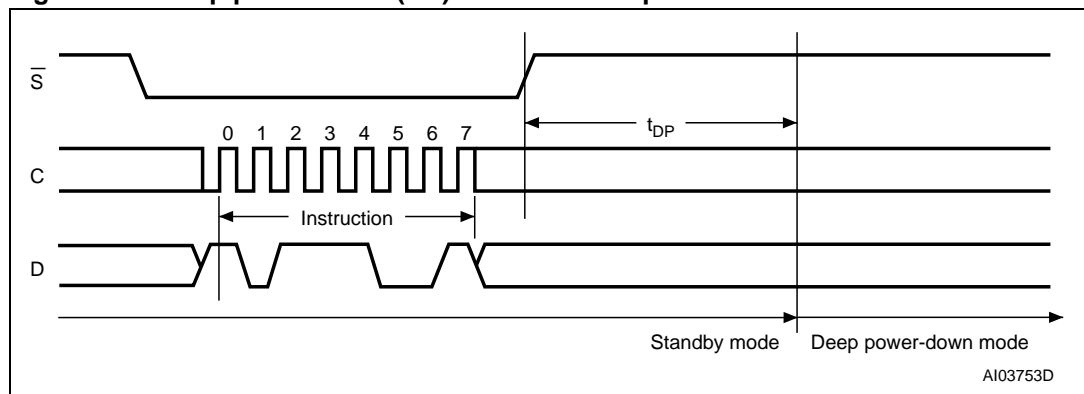 S
tDP
0 1 2 3 4 5 6 7
C
Instruction
D
Standby mode Deep power-down mode
AI03753D